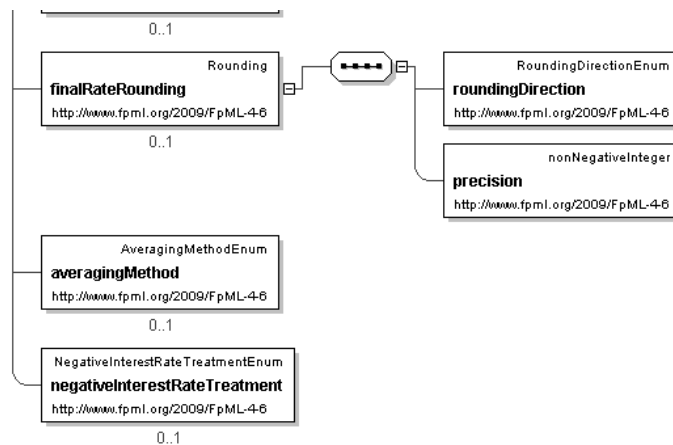 0..1
Rounding
finalRateRounding
http://www.fpml.org/2009/FpML-4-6
0..1
RoundingDirectionEnum
roundingDirection
http://www.fpml.org/2009/FpML-4-6
nonNegativeInteger
precision
http://www.fpml.org/2009/FpML-4-6
AveragingMethodEnum
averagingMethod
http://www.fpml.org/2009/FpML-4-6
0..1
NegativeInterestRateTreatmentEnum
negativeInterestRateTreatment
http://www.fpml.org/2009/FpML-4-6
0..1